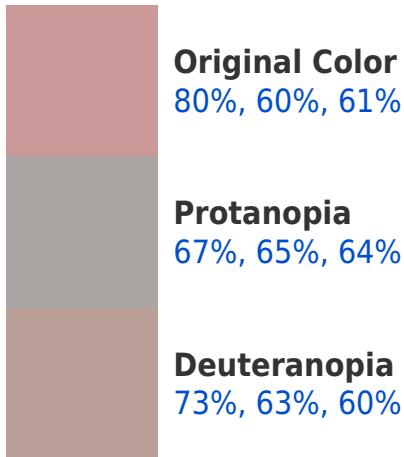 Original Color
80%, 60%, 61%
Protanopia
67%, 65%, 64%
Deuteranopia
73%, 63%, 60%